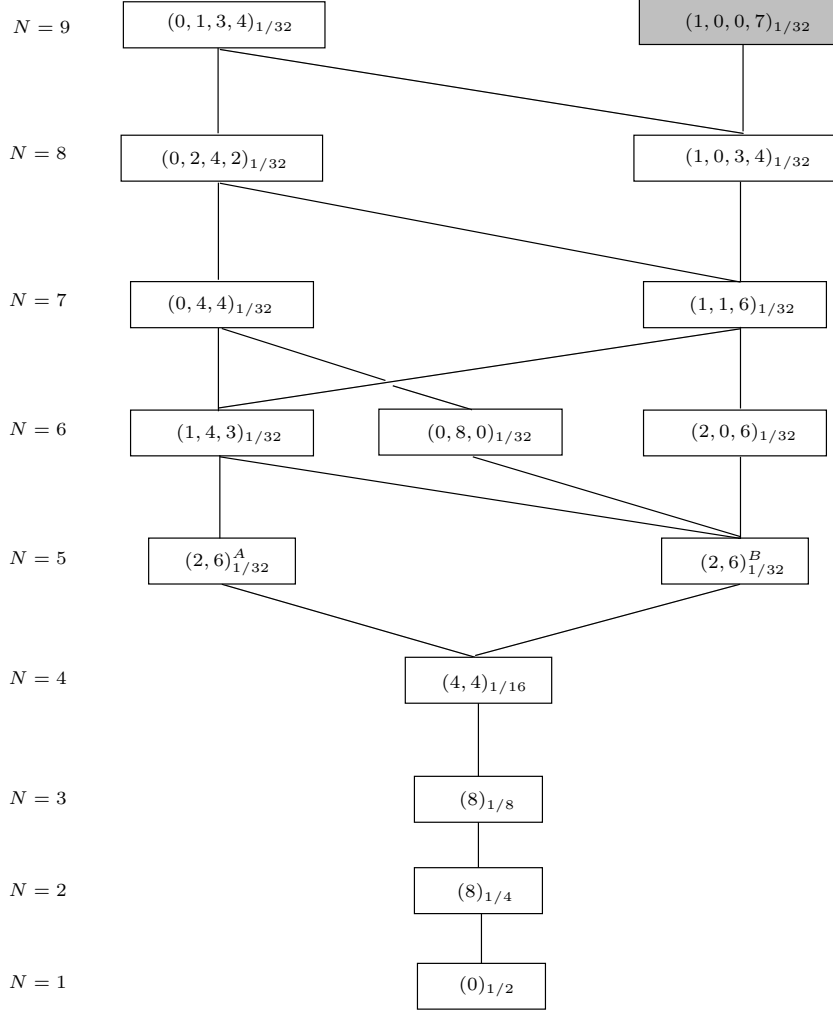 N = 9 (0, 1, 3, 4)_{1/32} (1, 0, 0, 7)_{1/32}
N = 8 (0, 2, 4, 2)_{1/32} (1, 0, 3, 4)_{1/32}
N = 7 (0, 4, 4)_{1/32} (1, 1, 6)_{1/32}
N = 6 (1, 4, 3)_{1/32} (0, 8, 0)_{1/32} (2, 0, 6)_{1/32}
N = 5 (2, 6)^{A}_{1/32} (2, 6)^{B}_{1/32}
N = 4 (4, 4)_{1/16}
N = 3 (8)_{1/8}
N = 2 (8)_{1/4}
N = 1 (0)_{1/2}